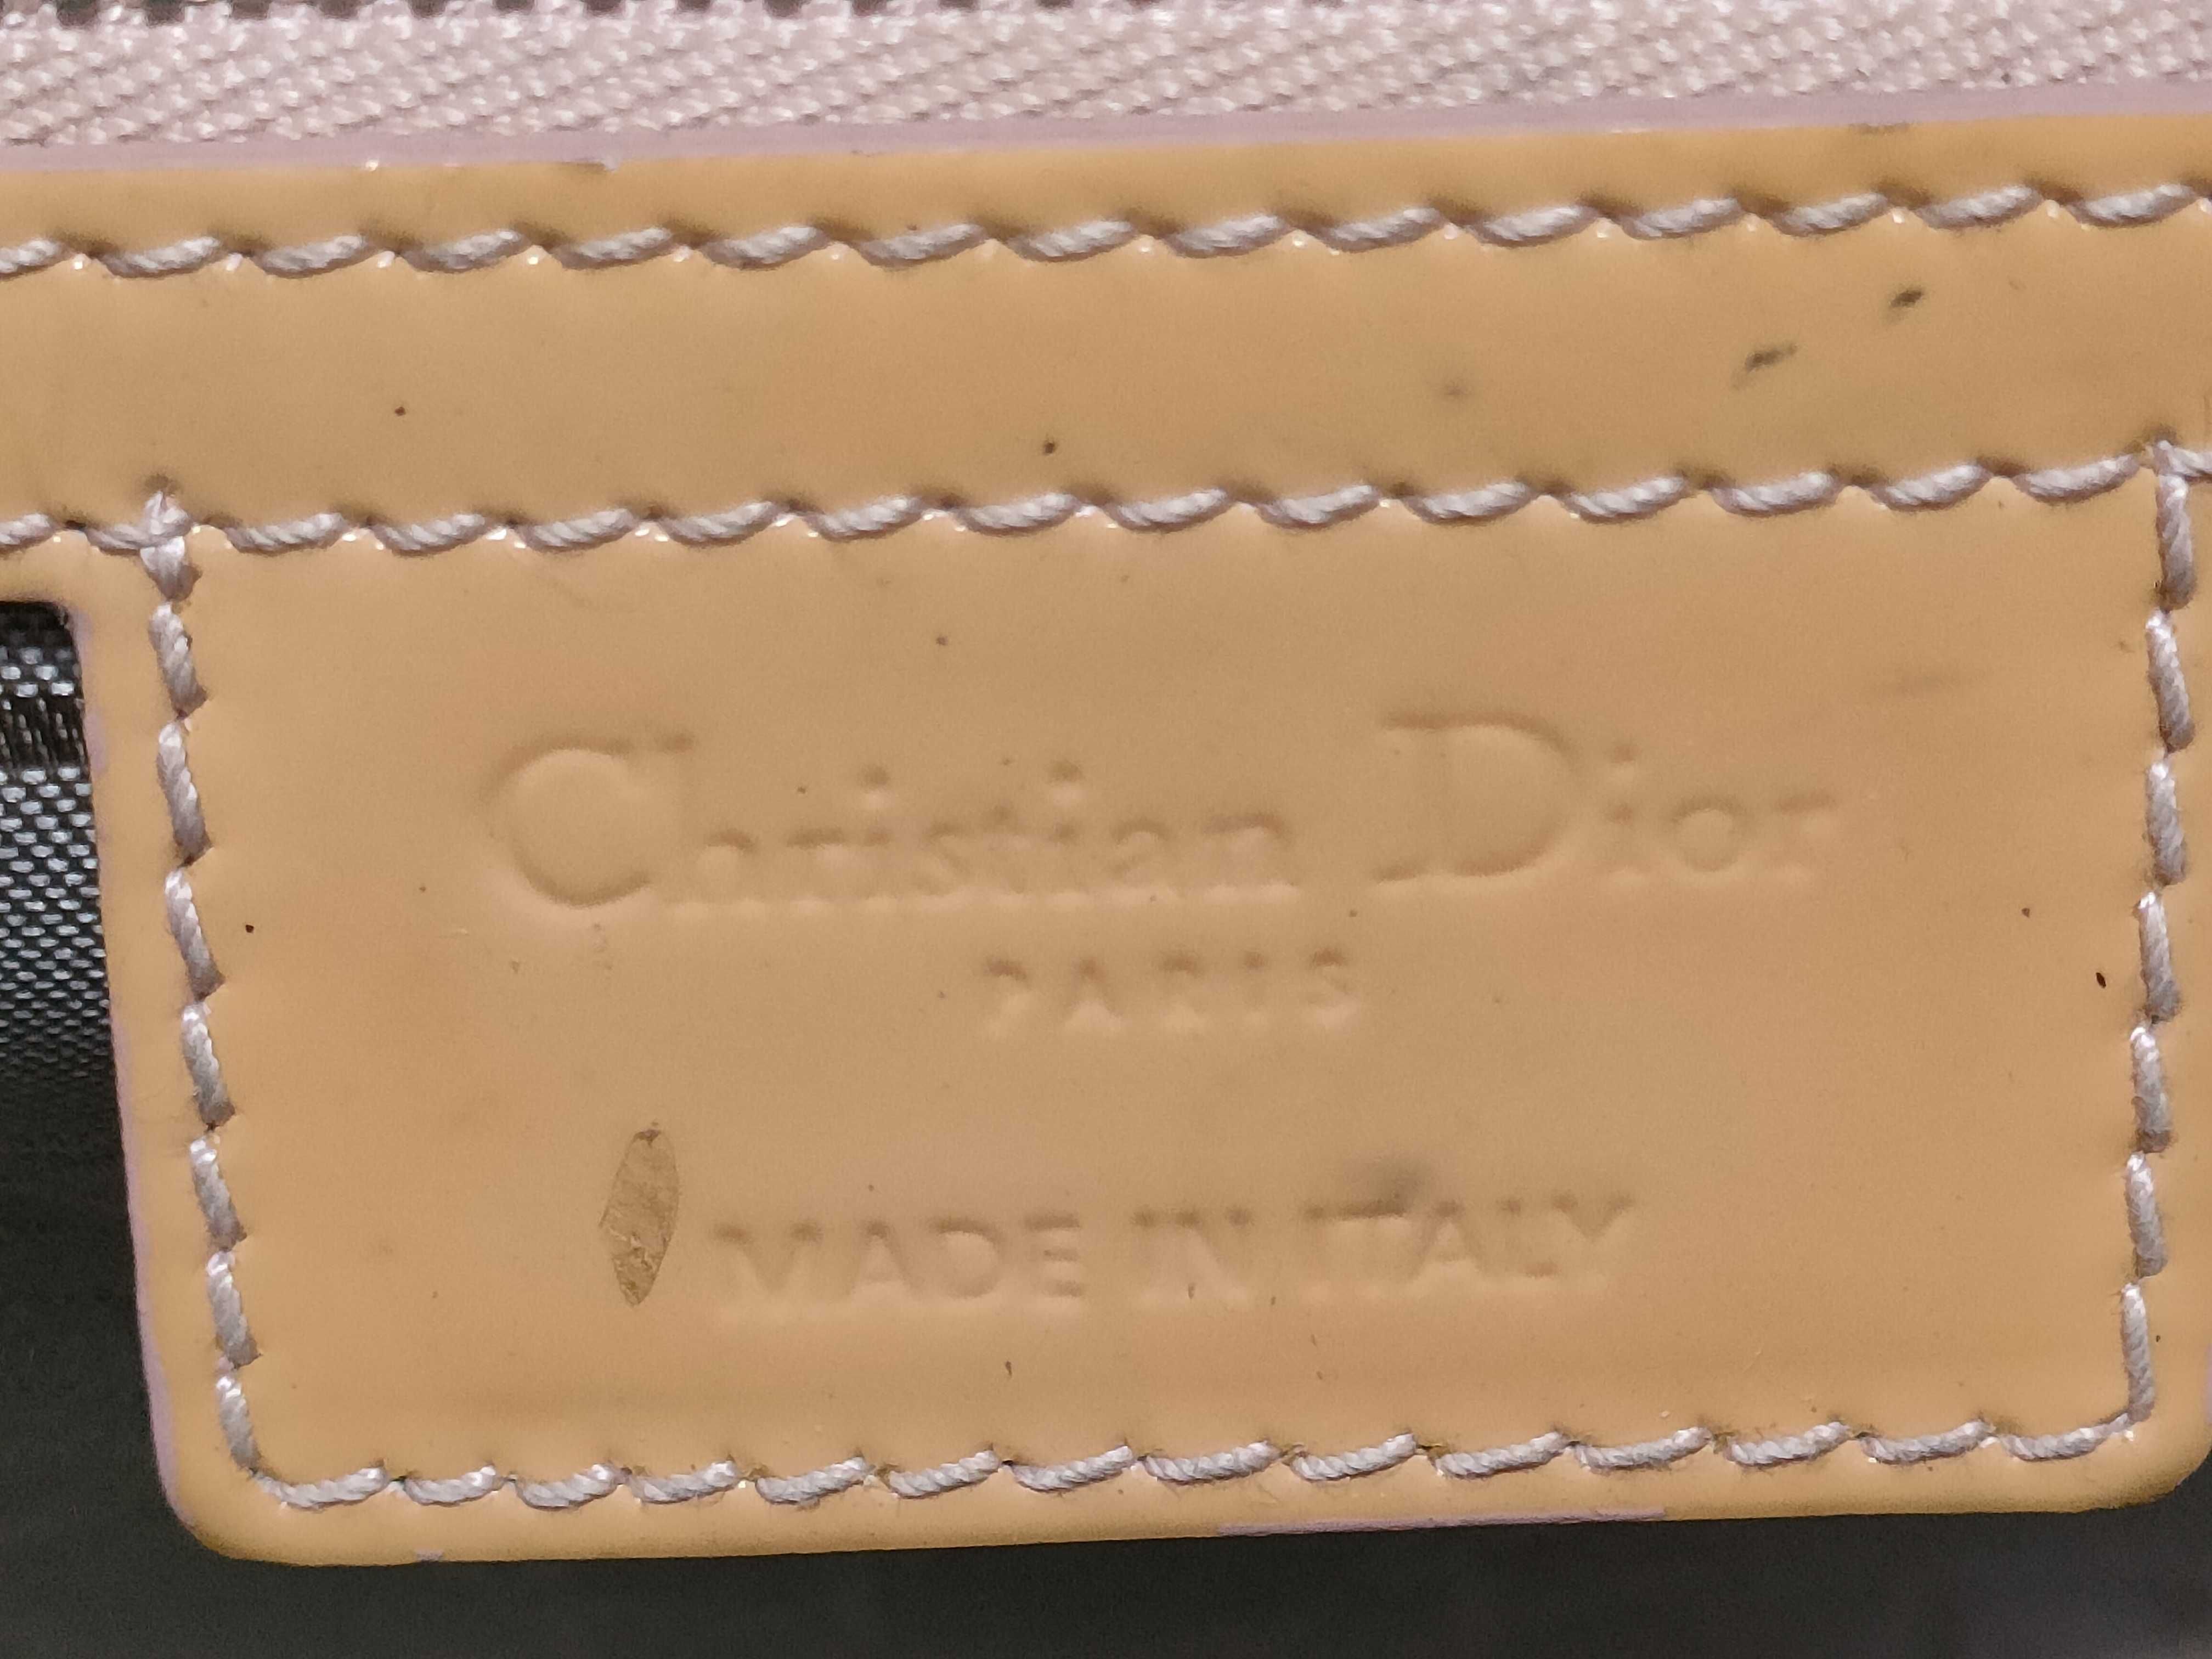 Christian Dior
PARIS
MADE IN ITALY